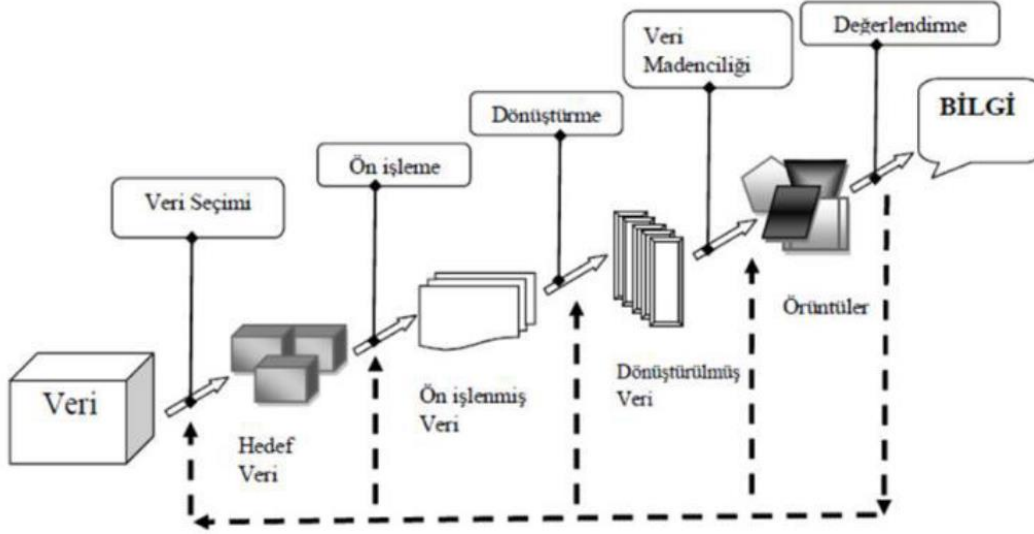 Değerlendirme
Veri
Madenciliği
BİLGİ
Dönüştürme
Ön işleme
Veri Seçimi
Örüntüler
Dönüştürülmüş
Veri
Ön işlenmiş
Veri
Veri
Hedef
Veri